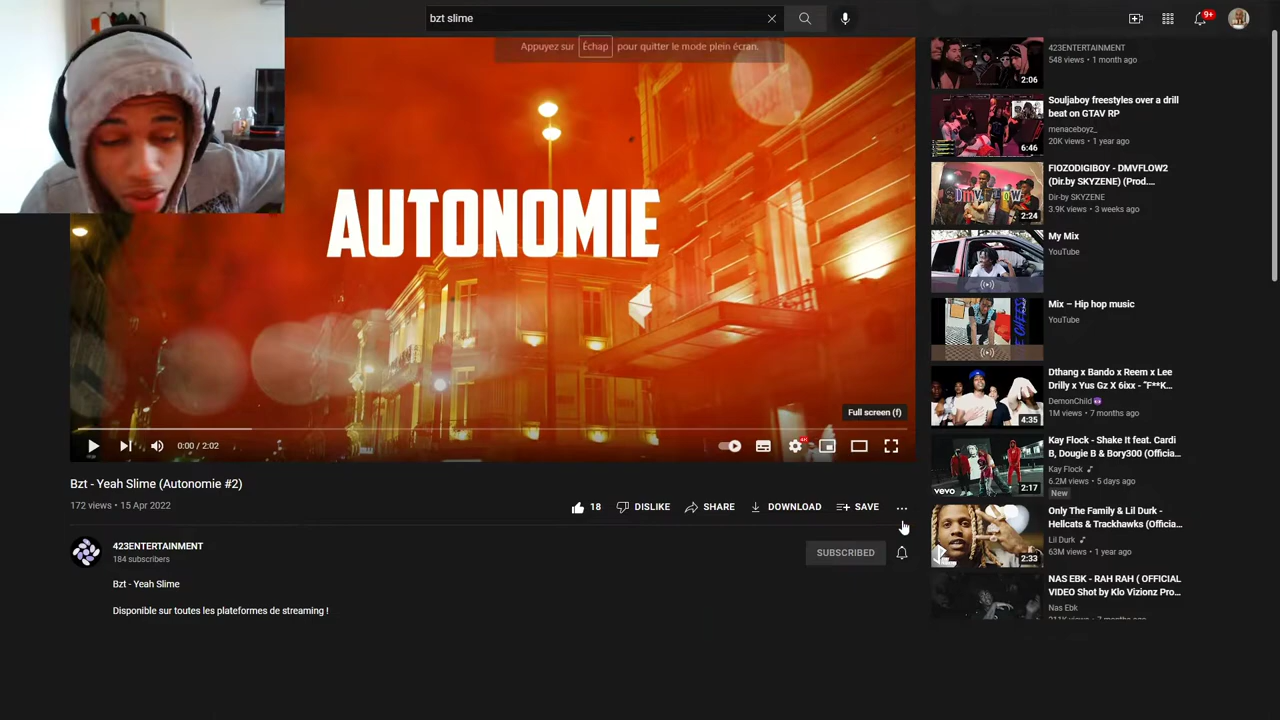 bzt slime
9+
Appuyez sur Échap pour quitter le mode plein écran.
AUTONOMIE
Full screen (f)
0:00 / 2:02
4K
Bzt - Yeah Slime (Autonomie #2)
172 views • 15 Apr 2022
18
DISLIKE
SHARE
DOWNLOAD
SAVE
423ENTERTAINMENT
184 subscribers
SUBSCRIBED
Bzt - Yeah Slime
Disponible sur toutes les plateformes de streaming !
423ENTERTAINMENT
548 views • 1 month ago
2:06
Souljaboy freestyles over a drill
beat on GTAV RP
menaceboyz_
20K views • 1 year ago
6:46
FIOZODIGIBOY - DMVFLOW2
(Dir.by SKYZENE) (Prod....
Dir-by SKYZENE
3.9K views • 3 weeks ago
2:24
My Mix
YouTube
Mix – Hip hop music
YouTube
Dthang x Bando x Reem x Lee
Drilly x Yus Gz X 6ixx - “F**K...
DemonChild😈
1M views • 7 months ago
4:35
Kay Flock - Shake It feat. Cardi
B, Dougie B & Bory300 (Officia...
Kay Flock
6.2M views • 5 days ago
New
vevo
2:17
Only The Family & Lil Durk -
Hellcats & Trackhawks (Officia...
Lil Durk
63M views • 1 year ago
2:33
NAS EBK - RAH RAH ( OFFICIAL
VIDEO Shot by Klo Vizionz Pro...
Nas Ebk